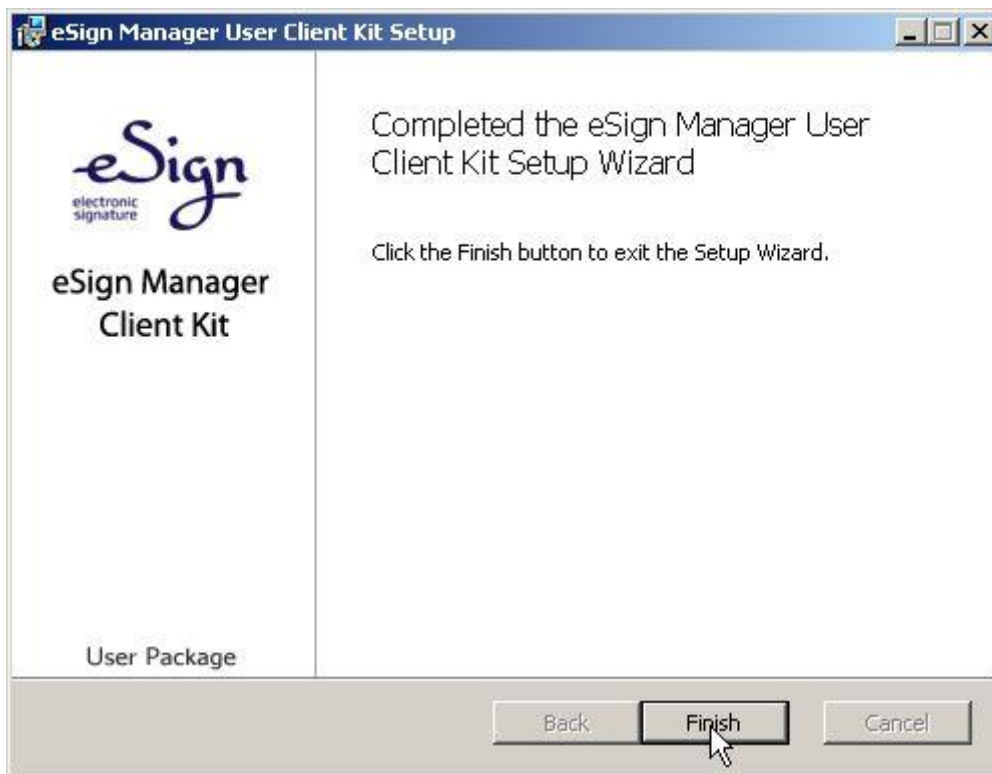 eSign Manager User Client Kit Setup
eSign
electronic
signature
eSign Manager
Client Kit
User Package
Completed the eSign Manager User
Client Kit Setup Wizard
Click the Finish button to exit the Setup Wizard.
Back
Finish
Cancel